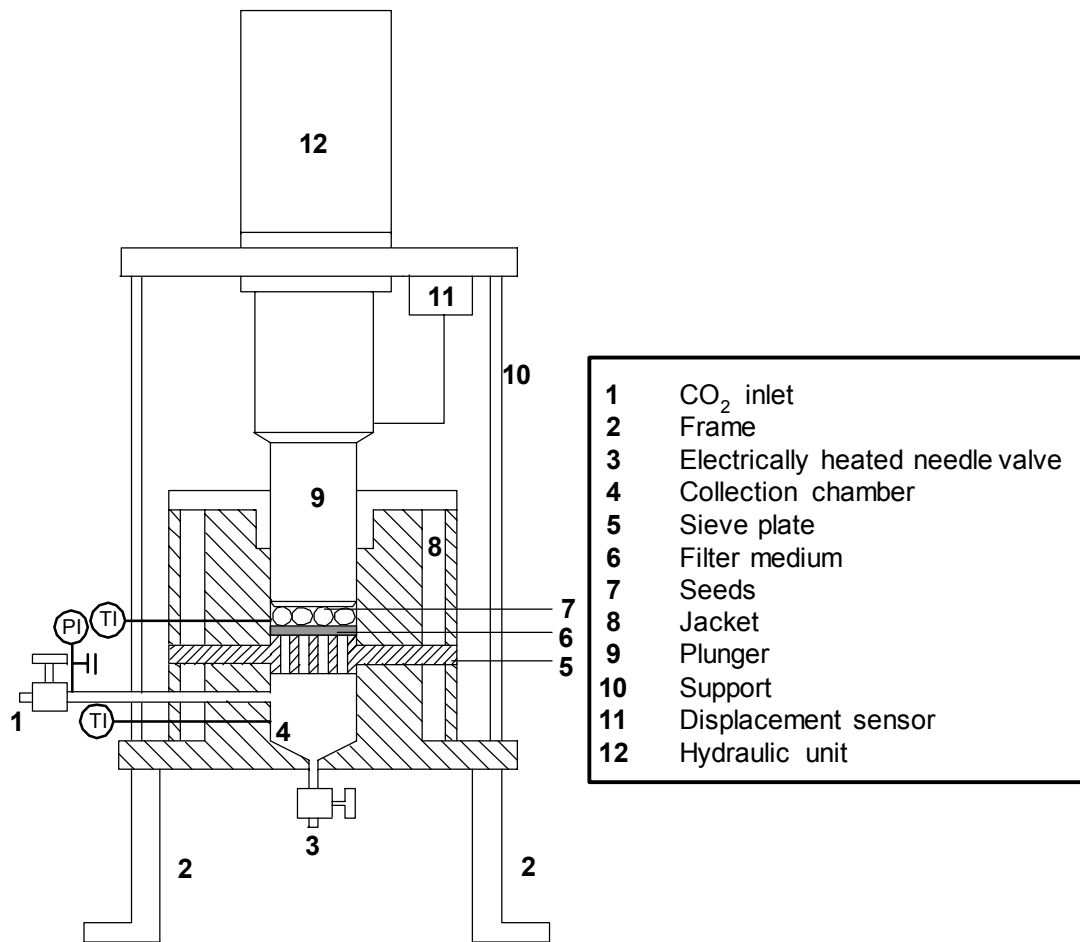 12
11
10
9
8
7
6
5
PI
TI
1
TI
4
3
2
2
1 CO2 inlet
2 Frame
3 Electrically heated needle valve
4 Collection chamber
5 Sieve plate
6 Filter medium
7 Seeds
8 Jacket
9 Plunger
10 Support
11 Displacement sensor
12 Hydraulic unit